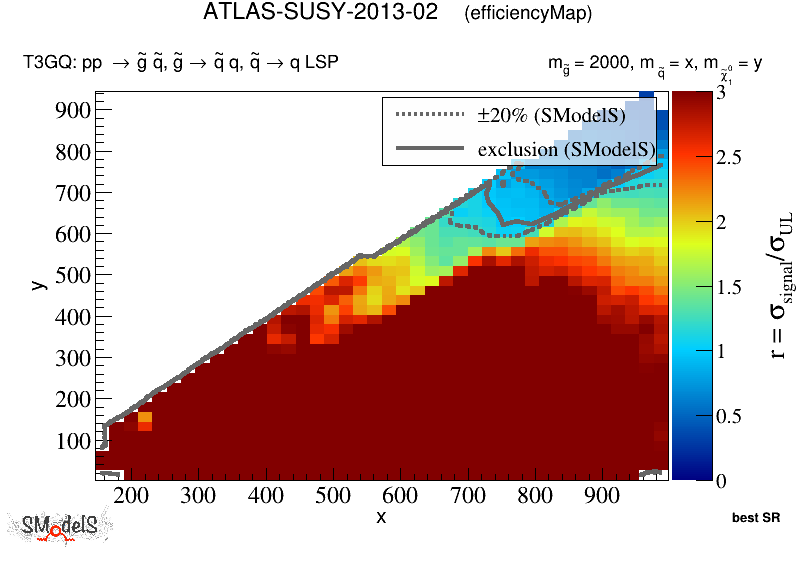 ATLAS-SUSY-2013-02 (efficiencyMap)
T3GQ: pp → g̃ q̃, g̃ → q̃ q, q̃ → q LSP
m_g̃ = 2000, m_q̃ = x, m_χ̃₁⁰ = y
±20% (SModelS)
exclusion (SModelS)
900
800
700
600
500
400
300
200
100
y
200 300 400 500 600 700 800 900
x
3
2.5
2
1.5
1
0.5
0
r = σ_signal/σ_UL
SModelS
best SR